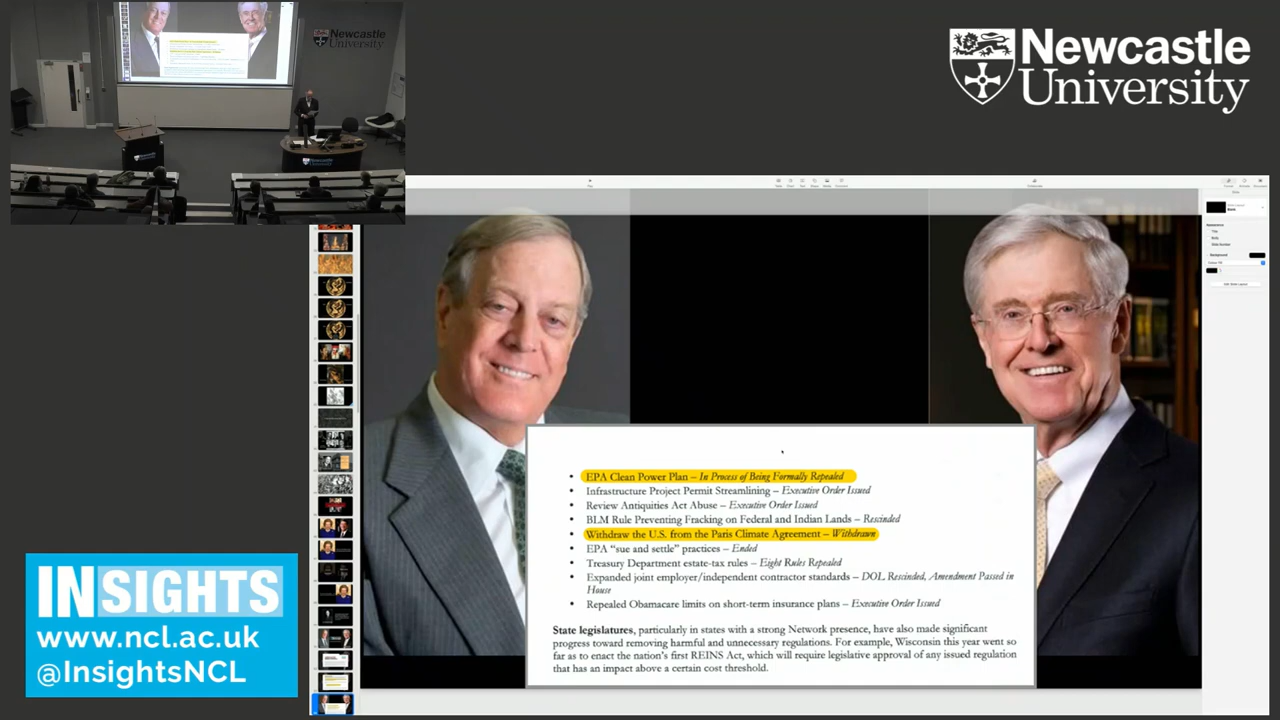 Newcastle
University
Newcastle
University
NEWCASTLE
• EPA Clean Power Plan – In Process of Being Formally Repealed
• Infrastructure Project Permit Streamlining – Executive Order Issued
• Review Antiquities Act Abuse – Executive Order Issued
• BLM Rule Preventing Fracking on Federal and Indian Lands – Rescinded
• Withdraw the U.S. from the Paris Climate Agreement – Withdrawn
• EPA “sue and settle” practices – Ended
• Treasury Department estate-tax rules – Eight Rules Repealed
• Expanded joint employer/independent contractor standards – DOL Rescinded, Amendment Passed in
House
• Repealed Obamacare limits on short-term insurance plans – Executive Order Issued
State legislatures, particularly in states with a strong Network presence, have also made significant
progress toward removing harmful and unnecessary regulations. For example, Wisconsin this year went so
far as to enact the nation’s first REINS Act, which will require legislative approval of any issued regulation
that has an impact above a certain cost threshold.
INSIGHTS
www.ncl.ac.uk
@insightsNCL